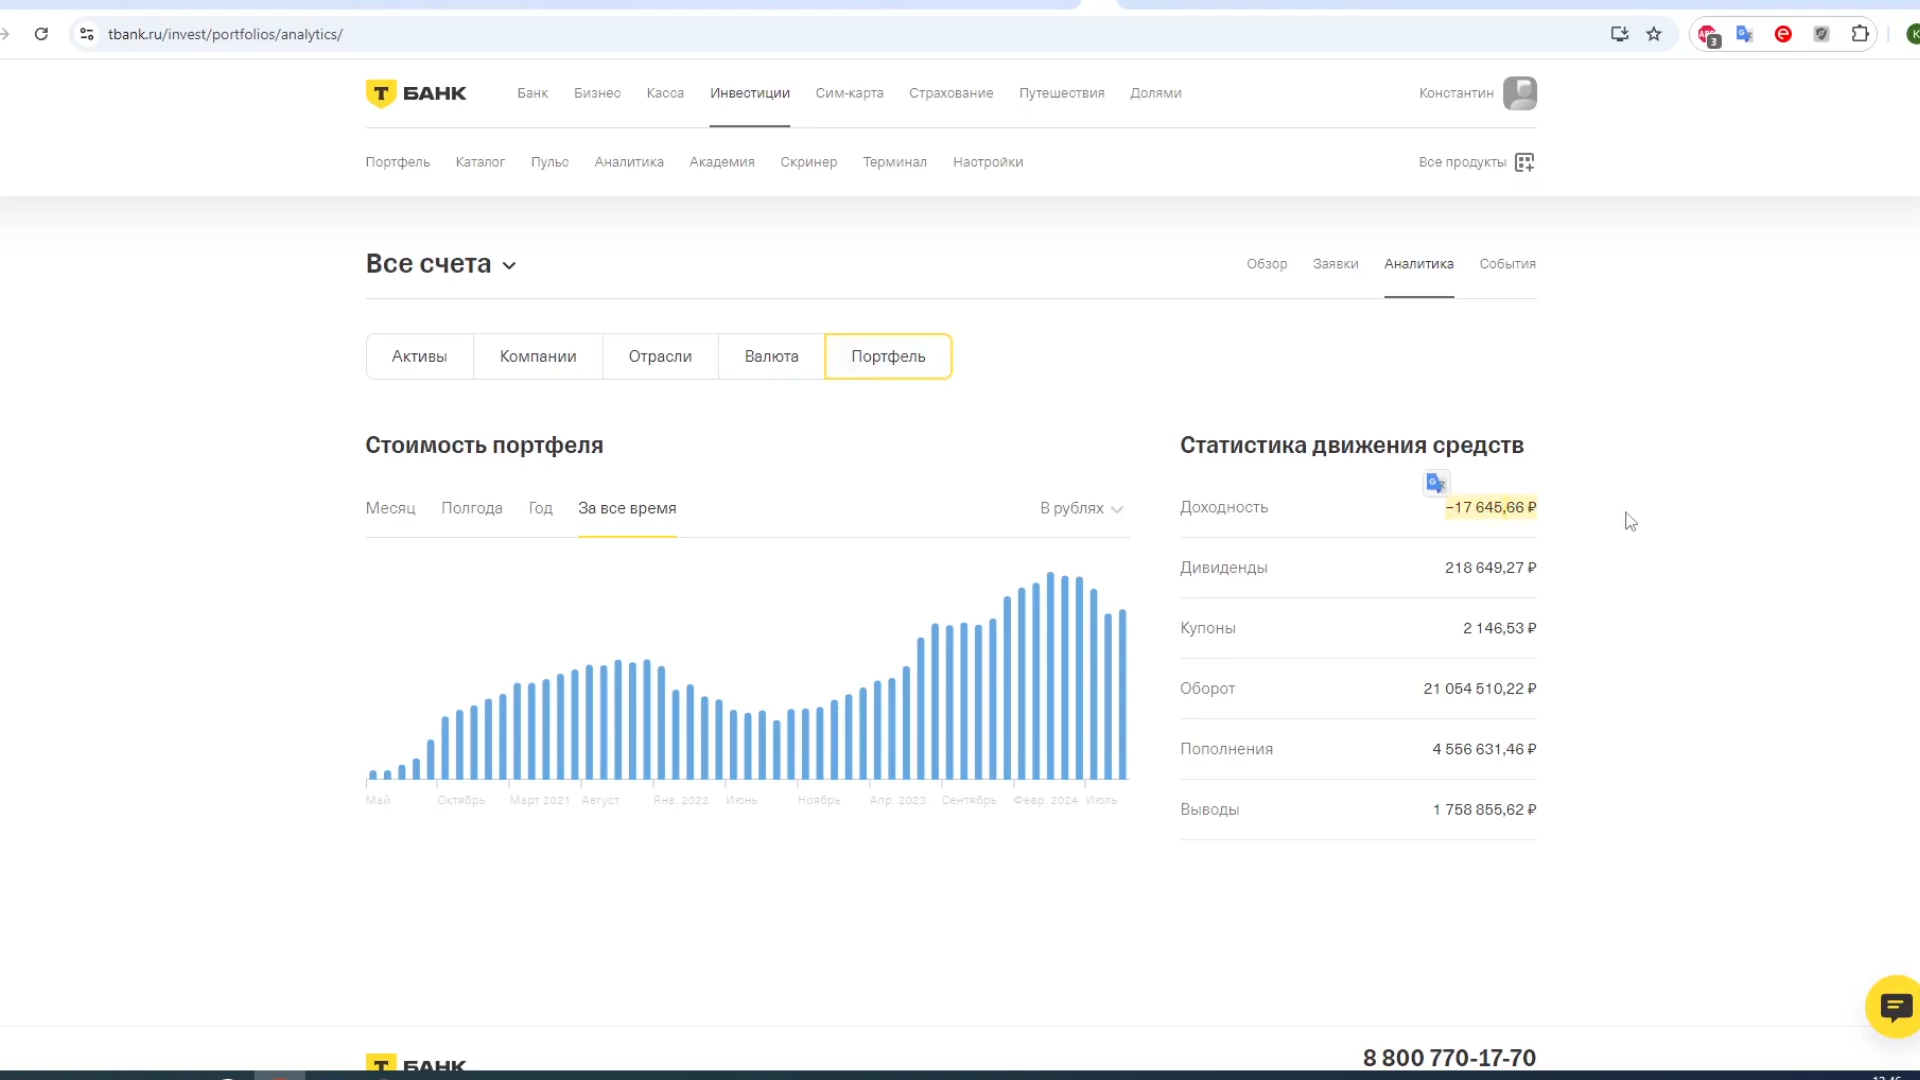 tbank.ru/invest/portfolios/analytics/
3
K
Т БАНК Банк Бизнес Касса Инвестиции Сим-карта Страхование Путешествия Долями Константин
Портфель Каталог Пульс Аналитика Академия Скринер Терминал Настройки Все продукты
Все счета Обзор Заявки Аналитика События
Активы Компании Отрасли Валюта Портфель
Стоимость портфеля
Месяц Полгода Год За все время В рублях
Май Октябрь Март 2021 Август Янв. 2022 Июнь Ноябрь Апр. 2023 Сентябрь Февр. 2024 Июль
Статистика движения средств
Доходность −17 645,66 ₽
Дивиденды 218 649,27 ₽
Купоны 2 146,53 ₽
Оборот 21 054 510,22 ₽
Пополнения 4 556 631,46 ₽
Выводы 1 758 855,62 ₽
Т БАНК 8 800 770-17-70